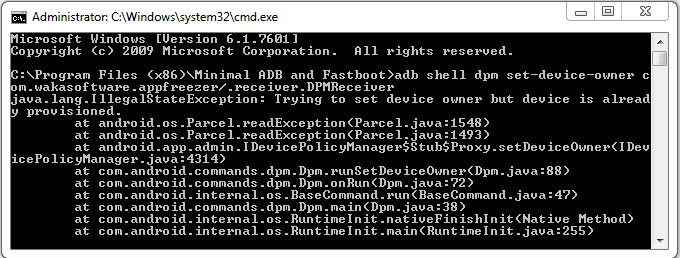 Administrator: C:\Windows\system32\cmd.exe
Microsoft Windows [Version 6.1.7601]
Copyright (c) 2009 Microsoft Corporation.  All rights reserved.
C:\Program Files (x86)\Minimal ADB and Fastboot>adb shell dpm set-device-owner c
om.wakasoftware.appfreezer/.receiver.DPMReceiver
java.lang.IllegalStateException: Trying to set device owner but device is alread
y provisioned.
        at android.os.Parcel.readException(Parcel.java:1548)
        at android.os.Parcel.readException(Parcel.java:1493)
        at android.app.admin.IDevicePolicyManager$Stub$Proxy.setDeviceOwner(IDev
icePolicyManager.java:4314)
        at com.android.commands.dpm.Dpm.runSetDeviceOwner(Dpm.java:88)
        at com.android.commands.dpm.Dpm.onRun(Dpm.java:72)
        at com.android.internal.os.BaseCommand.run(BaseCommand.java:47)
        at com.android.commands.dpm.Dpm.main(Dpm.java:38)
        at com.android.internal.os.RuntimeInit.nativeFinishInit(Native Method)
        at com.android.internal.os.RuntimeInit.main(RuntimeInit.java:255)